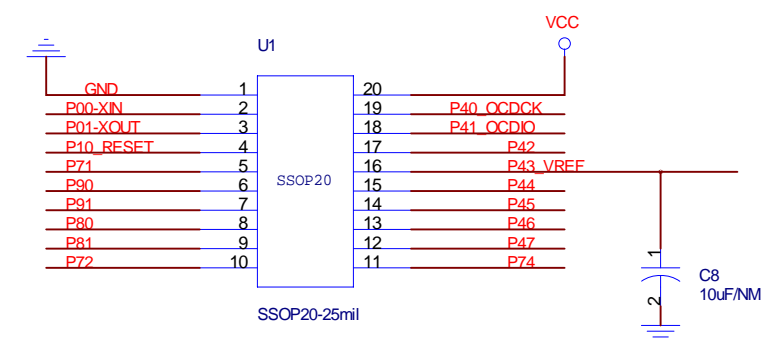 VCC
U1
GND 1 20
P00-XIN 2 19 P40_OCDCK
P01-XOUT 3 18 P41_OCDIO
P10_RESET 4 17 P42
P71 5 16 P43_VREF
P90 6 SSOP20 15 P44
P91 7 14 P45
P80 8 13 P46
P81 9 12 P47
P72 10 11 P74
1
C8
10uF/NM
2
SSOP20-25mil